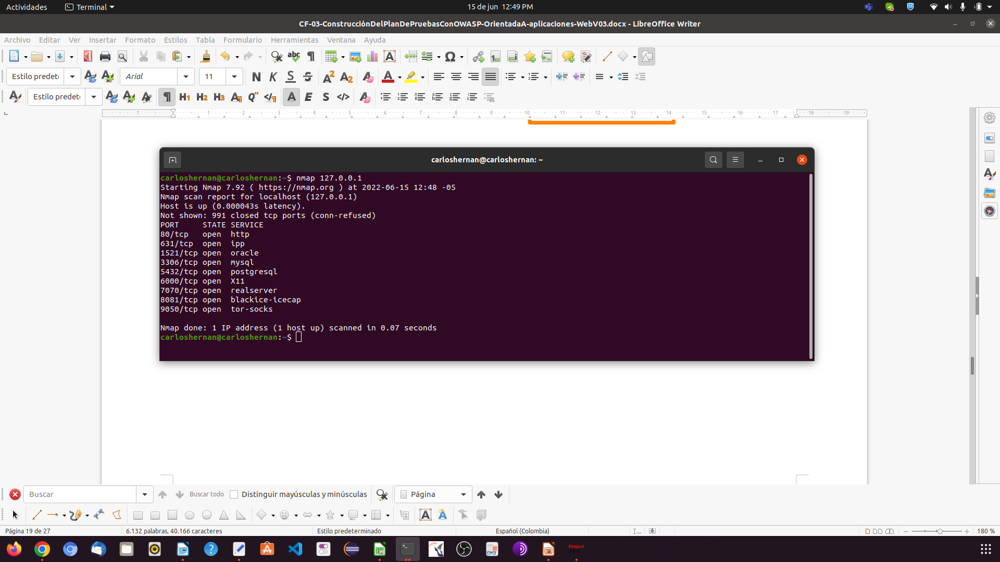 Actividades
Terminal
15 de jun 12:49 PM
CF-03-ConstrucciónDelPlanDePruebasConOWASP-OrientadaA-aplicaciones-WebV03.docx - LibreOffice Writer
Archivo Editar Ver Insertar Formato Estilos Tabla Formulario Herramientas Ventana Ayuda
Arial 11
carloshernan@carloshernan: ~
carloshernan@carloshernan:~$ nmap 127.0.0.1
Starting Nmap 7.92 ( https://nmap.org ) at 2022-06-15 12:48 -05
Nmap scan report for localhost (127.0.0.1)
Host is up (0.000043s latency).
Not shown: 991 closed tcp ports (conn-refused)
PORT     STATE SERVICE
80/tcp   open  http
631/tcp  open  ipp
1521/tcp open  oracle
3306/tcp open  mysql
5432/tcp open  postgresql
6000/tcp open  X11
7070/tcp open  realserver
8081/tcp open  blackice-icecap
9050/tcp open  tor-socks
Nmap done: 1 IP address (1 host up) scanned in 0.07 seconds
carloshernan@carloshernan:~$
Buscar
Buscar todo
Distinguir mayúsculas y minúsculas
Página
Página 19 de 27
6.132 palabras, 40.166 caracteres
Estilo predeterminado
Español (Colombia)
180 %